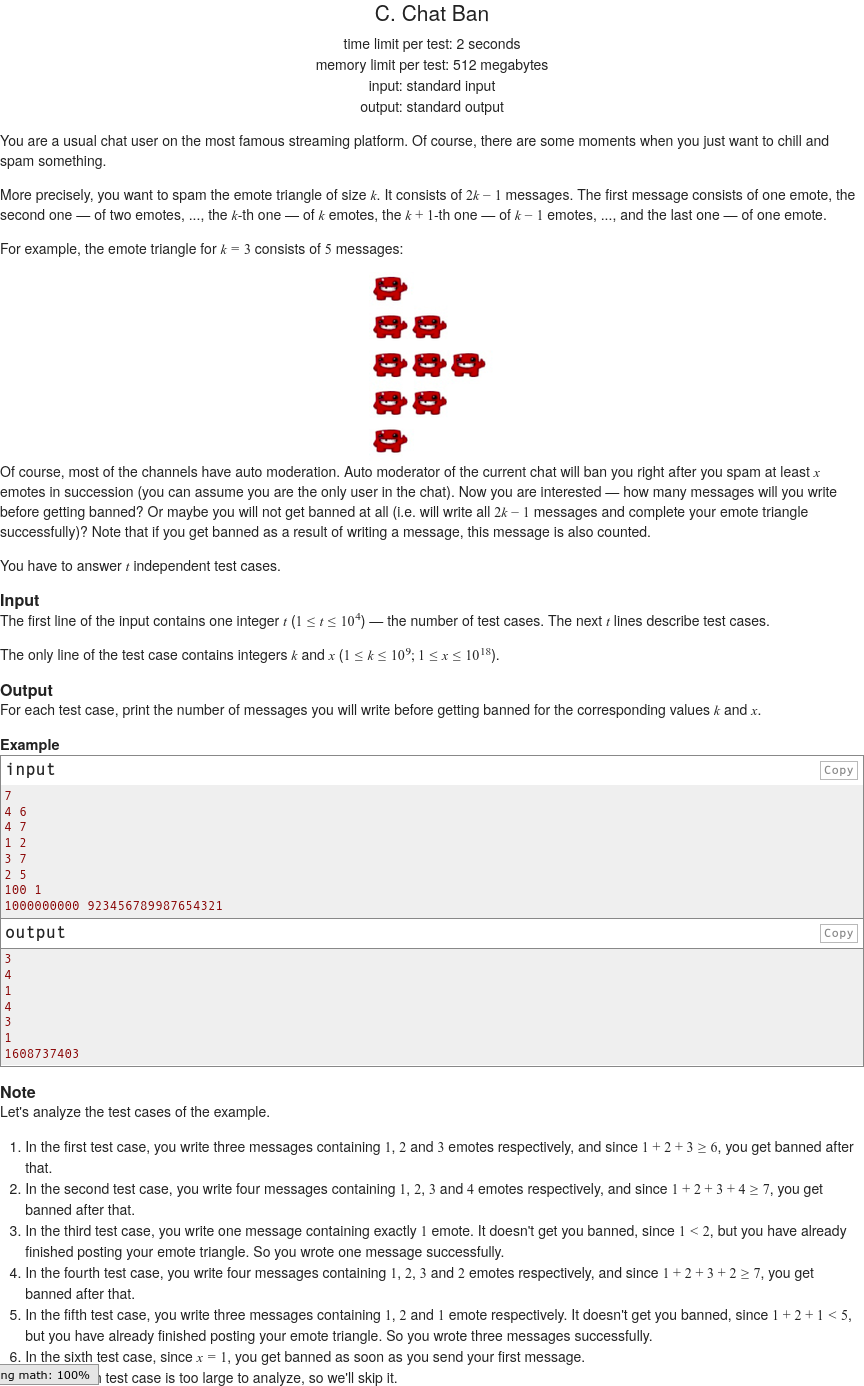 C. Chat Ban
time limit per test: 2 seconds
memory limit per test: 512 megabytes
input: standard input
output: standard output
You are a usual chat user on the most famous streaming platform. Of course, there are some moments when you just want to chill and
spam something.
More precisely, you want to spam the emote triangle of size k. It consists of 2k − 1 messages. The first message consists of one emote, the
second one — of two emotes, ..., the k-th one — of k emotes, the k + 1-th one — of k − 1 emotes, ..., and the last one — of one emote.
For example, the emote triangle for k = 3 consists of 5 messages:
Of course, most of the channels have auto moderation. Auto moderator of the current chat will ban you right after you spam at least x
emotes in succession (you can assume you are the only user in the chat). Now you are interested — how many messages will you write
before getting banned? Or maybe you will not get banned at all (i.e. will write all 2k − 1 messages and complete your emote triangle
successfully)? Note that if you get banned as a result of writing a message, this message is also counted.
You have to answer t independent test cases.
Input
The first line of the input contains one integer t (1 ≤ t ≤ 10⁴) — the number of test cases. The next t lines describe test cases.
The only line of the test case contains integers k and x (1 ≤ k ≤ 10⁹; 1 ≤ x ≤ 10¹⁸).
Output
For each test case, print the number of messages you will write before getting banned for the corresponding values k and x.
Example
input Copy
7
4 6
4 7
1 2
3 7
2 5
100 1
1000000000 923456789987654321
output Copy
3
4
1
4
3
1
1608737403
Note
Let's analyze the test cases of the example.
1. In the first test case, you write three messages containing 1, 2 and 3 emotes respectively, and since 1 + 2 + 3 ≥ 6, you get banned after
that.
2. In the second test case, you write four messages containing 1, 2, 3 and 4 emotes respectively, and since 1 + 2 + 3 + 4 ≥ 7, you get
banned after that.
3. In the third test case, you write one message containing exactly 1 emote. It doesn't get you banned, since 1 < 2, but you have already
finished posting your emote triangle. So you wrote one message successfully.
4. In the fourth test case, you write four messages containing 1, 2, 3 and 2 emotes respectively, and since 1 + 2 + 3 + 2 ≥ 7, you get
banned after that.
5. In the fifth test case, you write three messages containing 1, 2 and 1 emote respectively. It doesn't get you banned, since 1 + 2 + 1 < 5,
but you have already finished posting your emote triangle. So you wrote three messages successfully.
6. In the sixth test case, since x = 1, you get banned as soon as you send your first message.
ng math: 100% test case is too large to analyze, so we'll skip it.